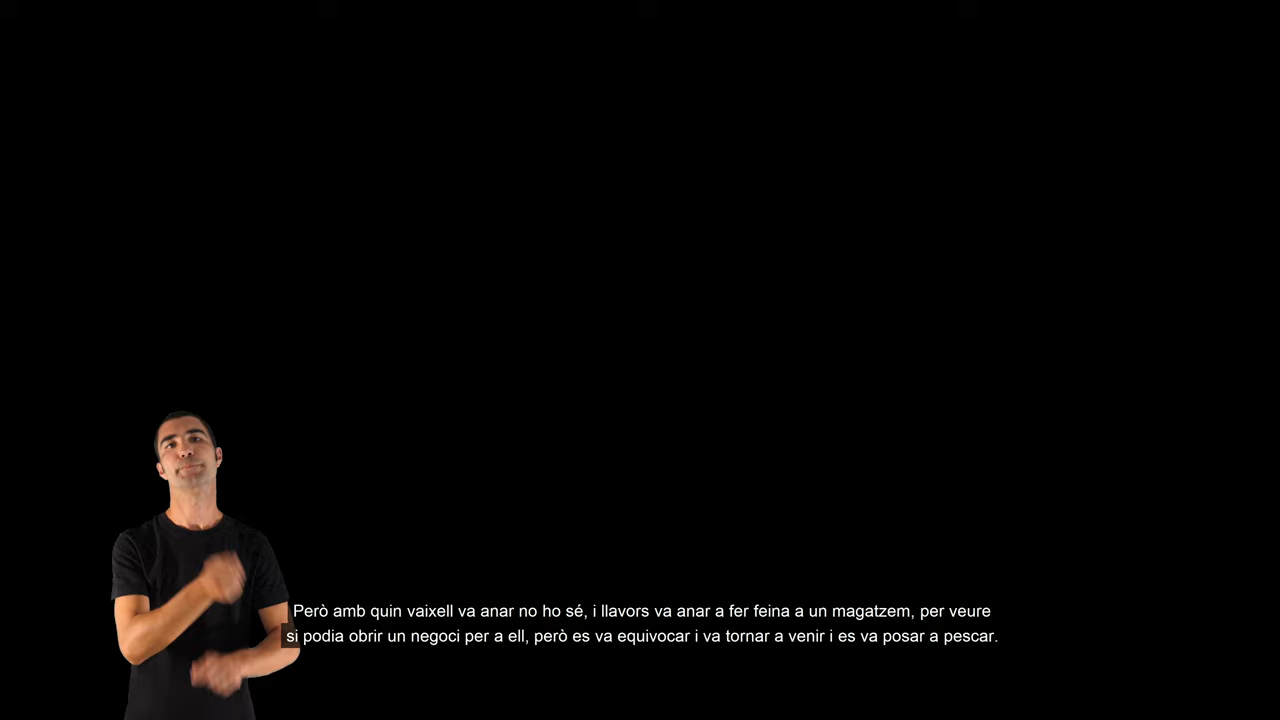 Però amb quin vaixell va anar no ho sé, i llavors va anar a fer feina a un magatzem, per veure
si podia obrir un negoci per a ell, però es va equivocar i va tornar a venir i es va posar a pescar.